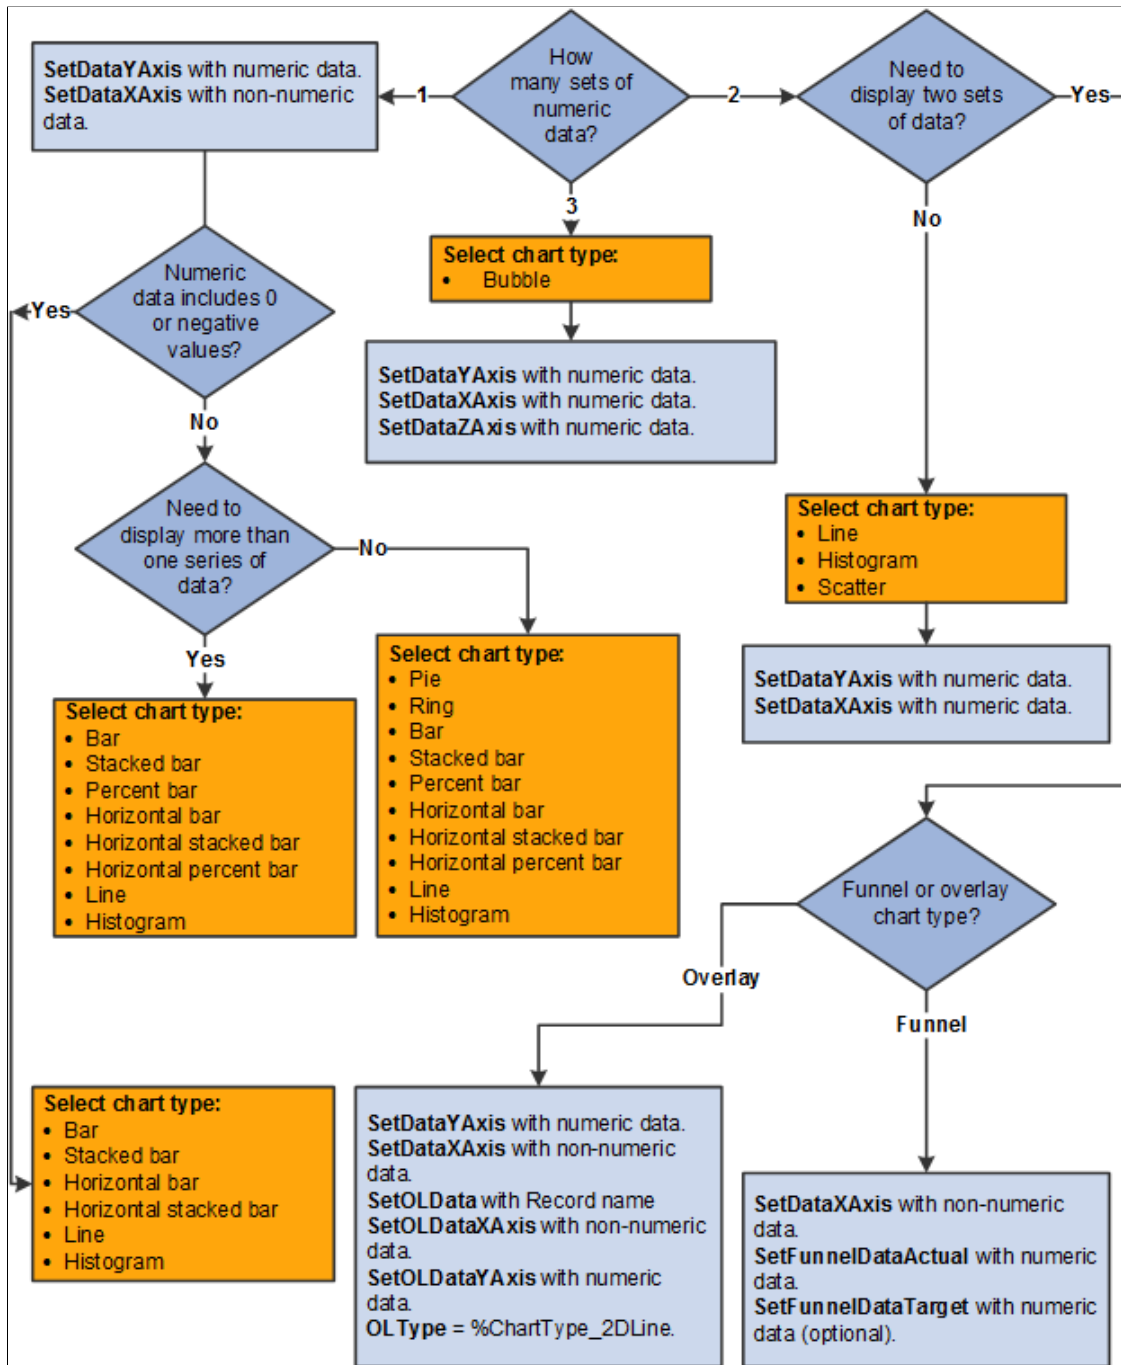 How
many sets of
numeric
data?
1
2
3
SetDataYAxis with numeric data.
SetDataXAxis with non-numeric
data.
Need to
display two sets
of data?
Yes
No
Select chart type:
• Bubble
SetDataYAxis with numeric data.
SetDataXAxis with numeric data.
SetDataZAxis with numeric data.
Numeric
data includes 0
or negative
values?
Yes
No
Need to
display more than
one series of
data?
No
Yes
Select chart type:
• Line
• Histogram
• Scatter
SetDataYAxis with numeric data.
SetDataXAxis with numeric data.
Select chart type:
• Pie
• Ring
• Bar
• Stacked bar
• Percent bar
• Horizontal bar
• Horizontal stacked bar
• Horizontal percent bar
• Line
• Histogram
Select chart type:
• Bar
• Stacked bar
• Percent bar
• Horizontal bar
• Horizontal stacked bar
• Horizontal percent bar
• Line
• Histogram
Funnel or overlay
chart type?
Overlay
Funnel
Select chart type:
• Bar
• Stacked bar
• Horizontal bar
• Horizontal stacked bar
• Line
• Histogram
SetDataYAxis with numeric data.
SetDataXAxis with non-numeric
data.
SetOLData with Record name
SetOLDataXAxis with non-numeric
data.
SetOLDataYAxis with numeric
data.
OLType = %ChartType_2DLine.
SetDataXAxis with non-numeric
data.
SetFunnelDataActual with numeric
data.
SetFunnelDataTarget with numeric
data (optional).